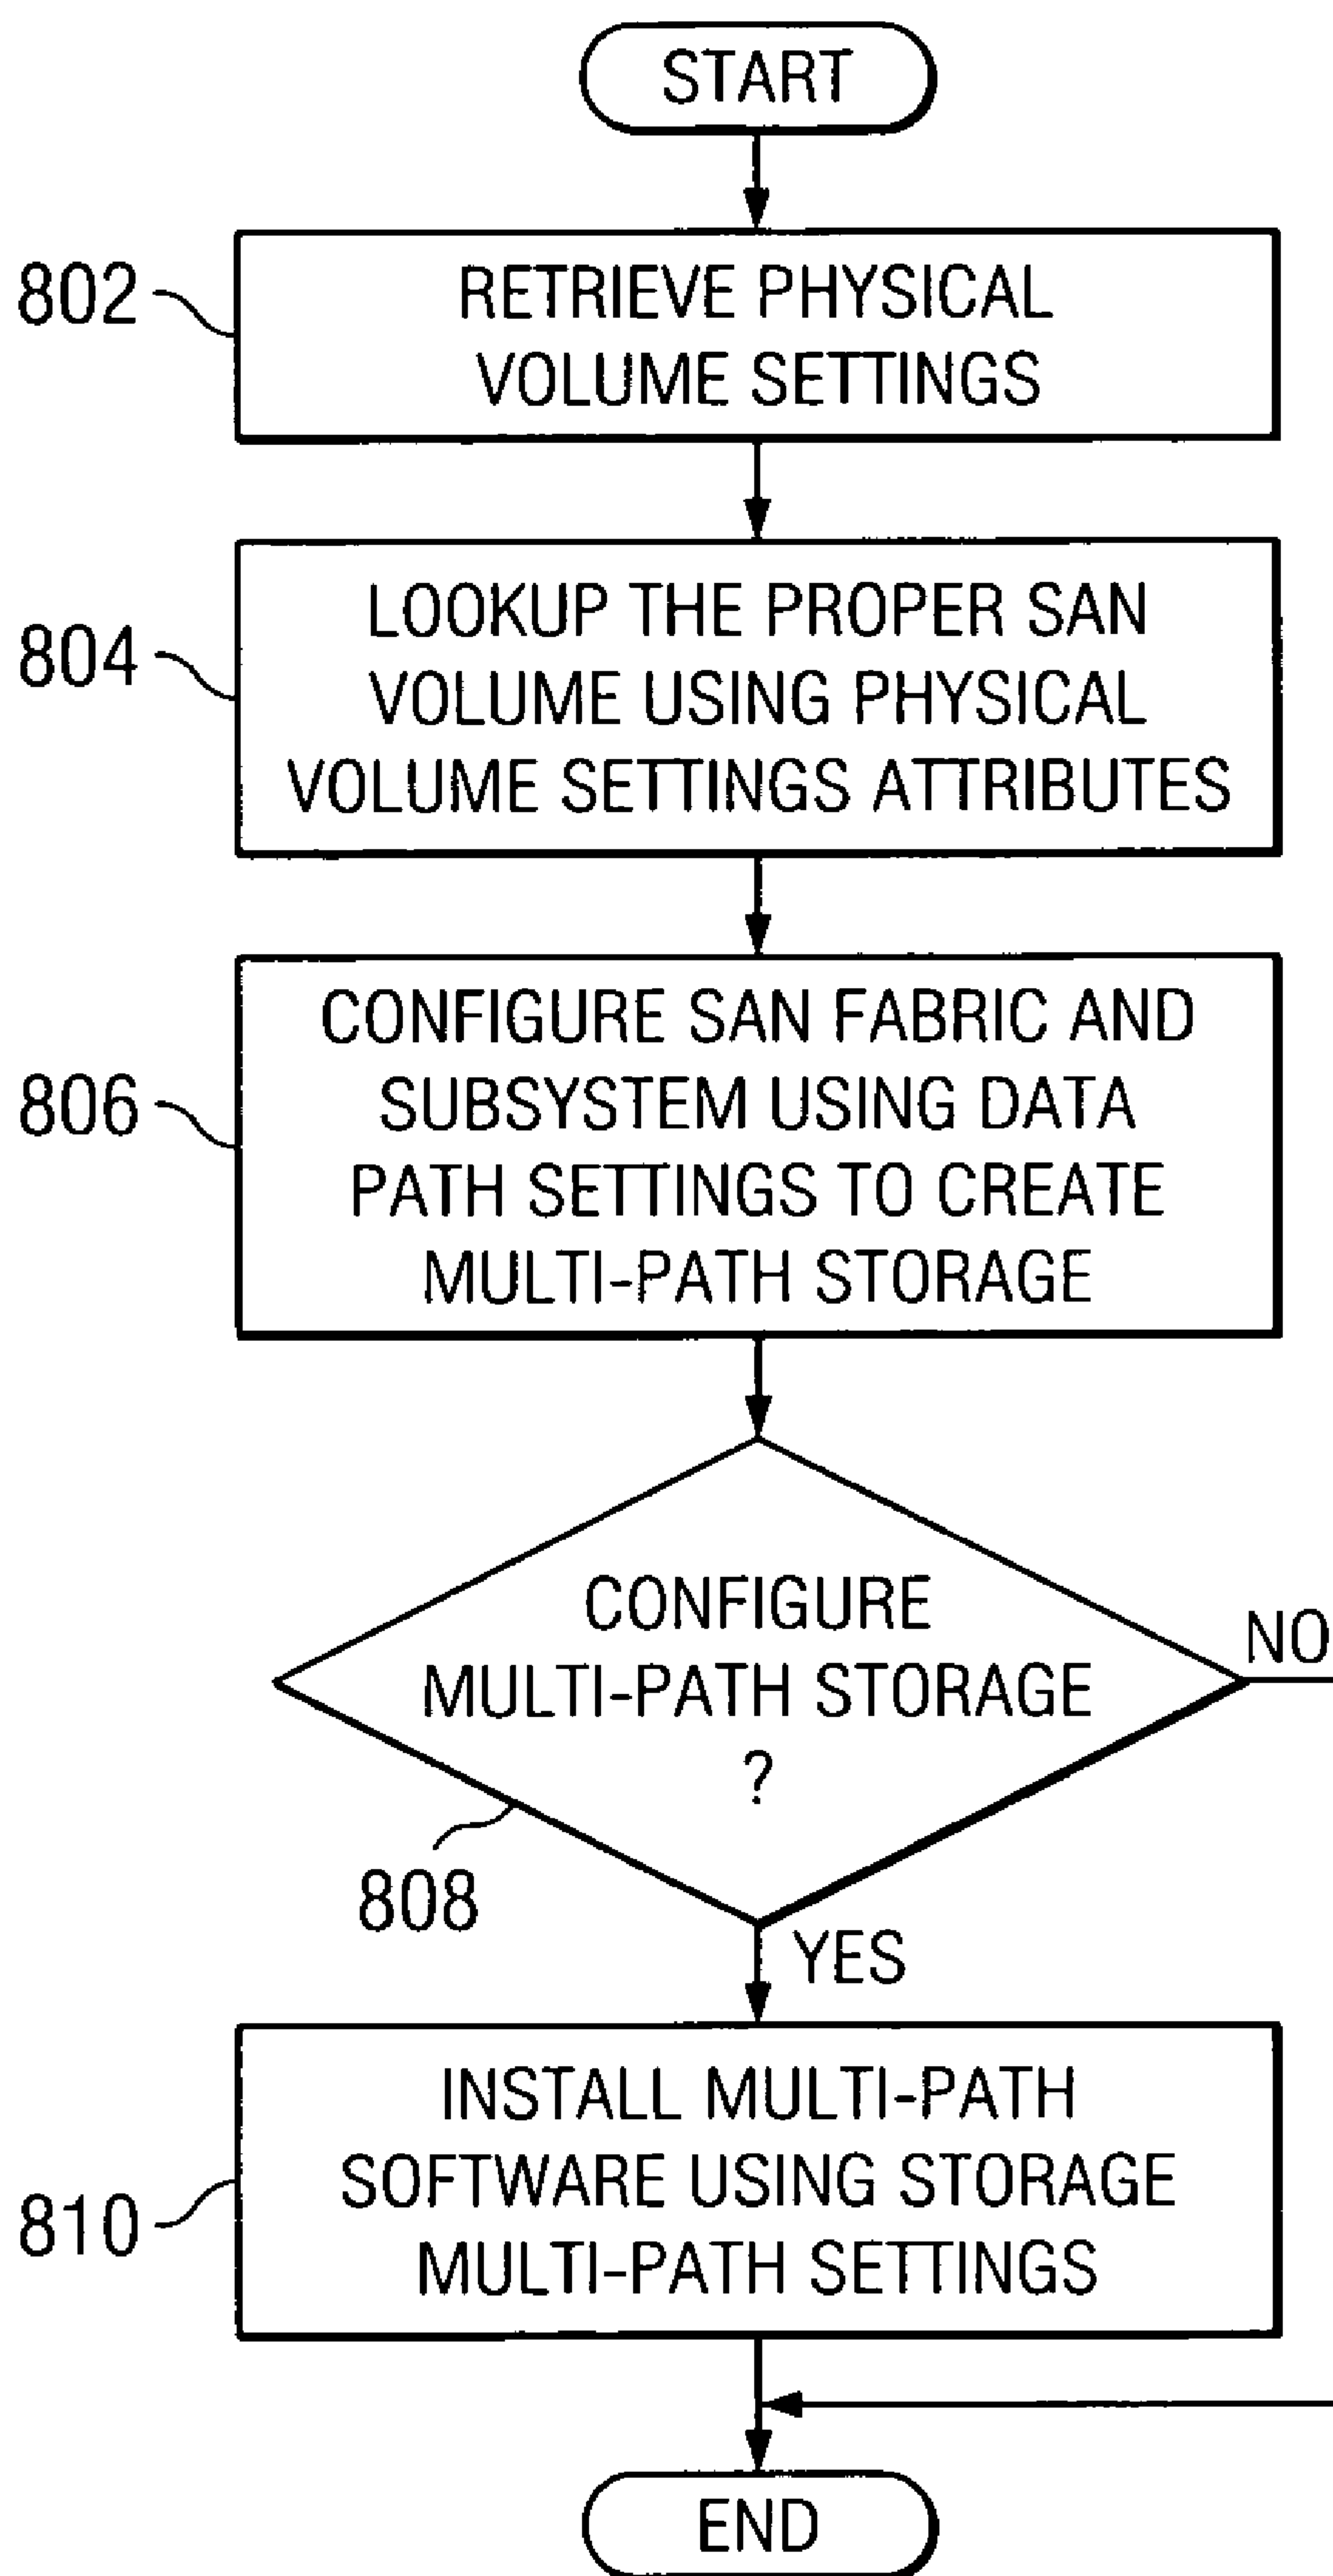 START
802
RETRIEVE PHYSICAL
VOLUME SETTINGS
804
LOOKUP THE PROPER SAN
VOLUME USING PHYSICAL
VOLUME SETTINGS ATTRIBUTES
806
CONFIGURE SAN FABRIC AND
SUBSYSTEM USING DATA
PATH SETTINGS TO CREATE
MULTI-PATH STORAGE
CONFIGURE
MULTI-PATH STORAGE
?
NO
808
YES
810
INSTALL MULTI-PATH
SOFTWARE USING STORAGE
MULTI-PATH SETTINGS
END